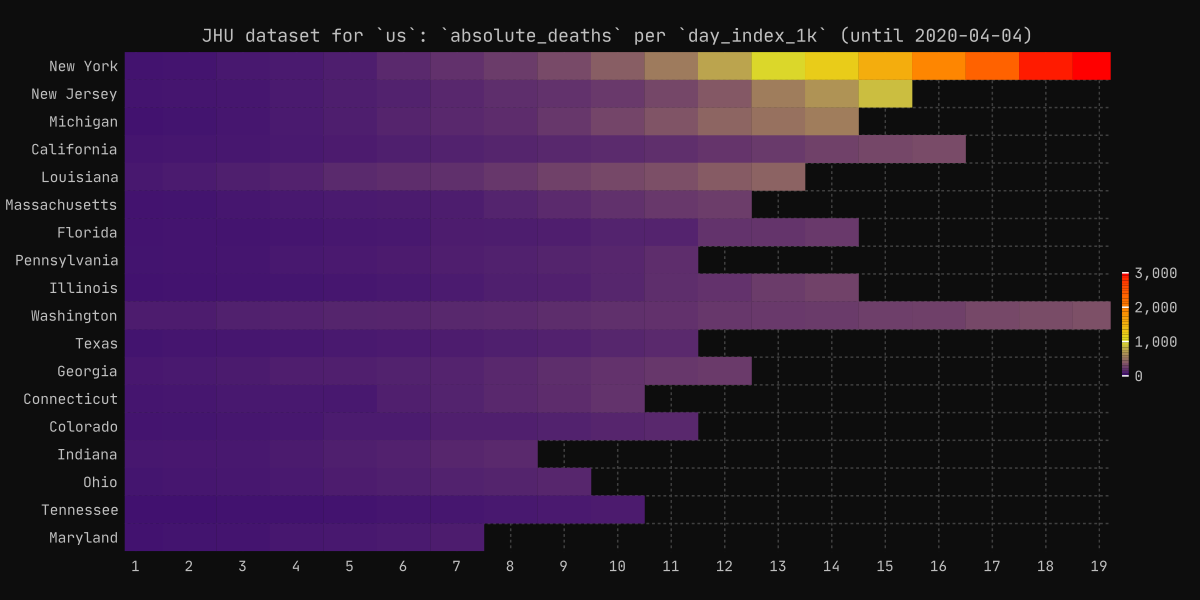 JHU dataset for `us`: `absolute_deaths` per `day_index_1k` (until 2020-04-04)
New York
New Jersey
Michigan
California
Louisiana
Massachusetts
Florida
Pennsylvania
Illinois
Washington
Texas
Georgia
Connecticut
Colorado
Indiana
Ohio
Tennessee
Maryland
3,000
2,000
1,000
0
1 2 3 4 5 6 7 8 9 10 11 12 13 14 15 16 17 18 19